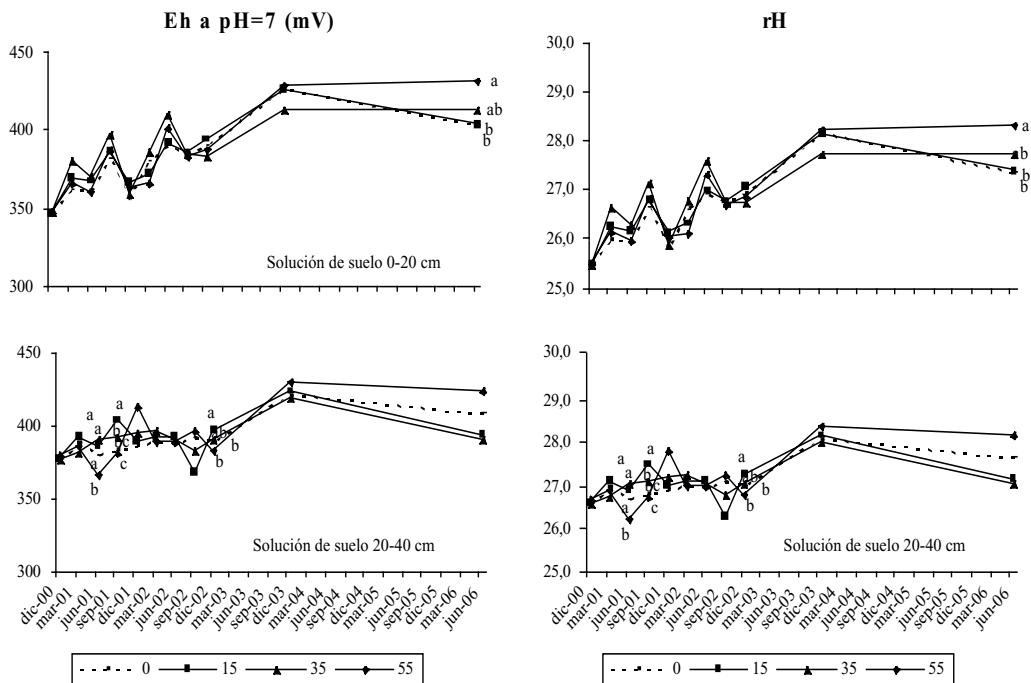 Eh a pH=7 (mV)
450
400
350
300
a
ab
b
b
Solución de suelo 0-20 cm
rH
30,0
29,0
28,0
27,0
26,0
25,0
a
b
b
b
450
400
350
300
a
a
b
a
c
b
c
a
ab
b
b
Solución de suelo 20-40 cm
dic-00
mar-01
jun-01
sep-01
dic-01
mar-02
jun-02
sep-02
dic-02
mar-03
jun-03
sep-03
dic-03
mar-04
jun-04
sep-04
dic-04
mar-05
jun-05
sep-05
dic-05
mar-06
jun-06
0 15 35 55
30,0
29,0
28,0
27,0
26,0
25,0
a
a
b
a
bc
b
c
a
ab
b
b
Solución de suelo 20-40 cm
dic-00
mar-01
jun-01
sep-01
dic-01
mar-02
jun-02
sep-02
dic-02
mar-03
jun-03
sep-03
dic-03
mar-04
jun-04
sep-04
dic-04
mar-05
jun-05
sep-05
dic-05
mar-06
jun-06
0 15 35 55